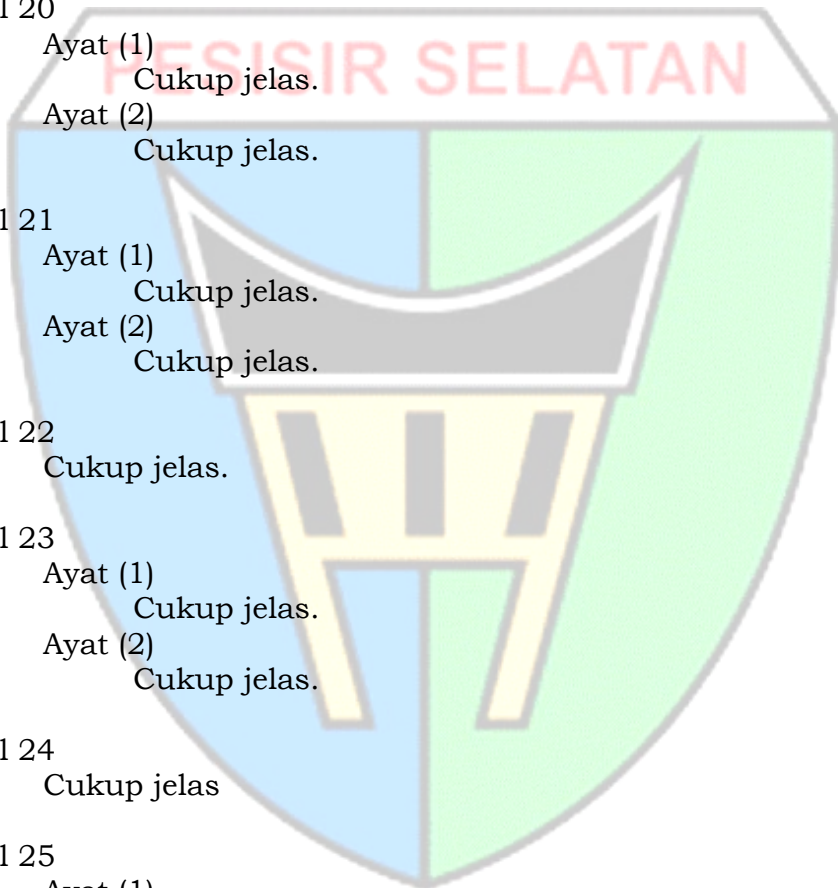 l 20
PESISIR SELATAN
Ayat (1)
Cukup jelas.
Ayat (2)
Cukup jelas.
l 21
Ayat (1)
Cukup jelas.
Ayat (2)
Cukup jelas.
l 22
Cukup jelas.
l 23
Ayat (1)
Cukup jelas.
Ayat (2)
Cukup jelas.
l 24
Cukup jelas
l 25
Ayat (1)